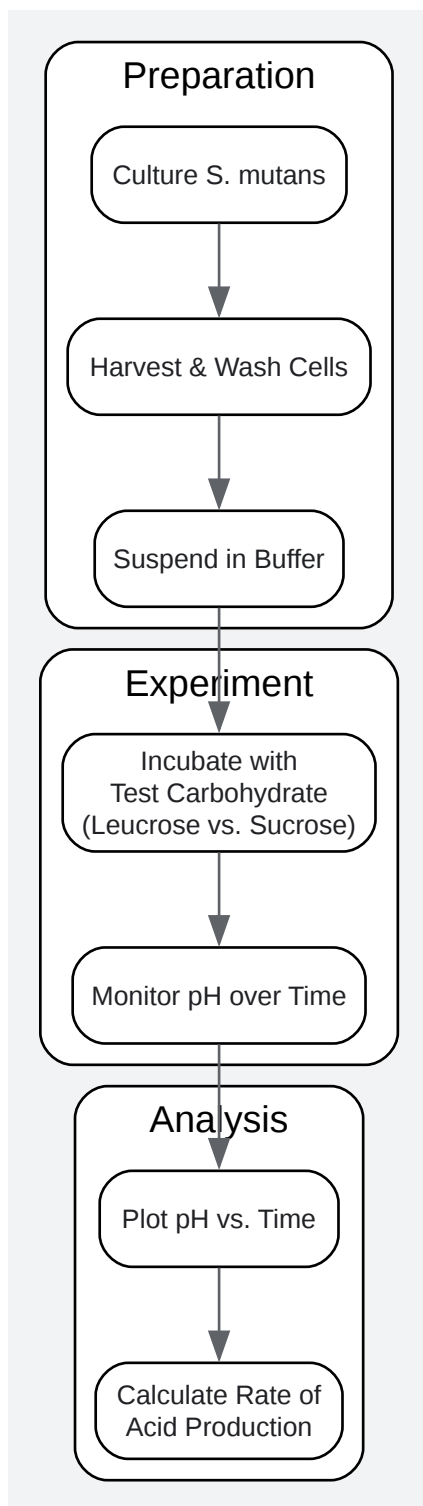 Preparation
Culture S. mutans
Harvest & Wash Cells
Suspend in Buffer
Experiment
Incubate with
Test Carbohydrate
(Leucrose vs. Sucrose)
Monitor pH over Time
Analysis
Plot pH vs. Time
Calculate Rate of
Acid Production